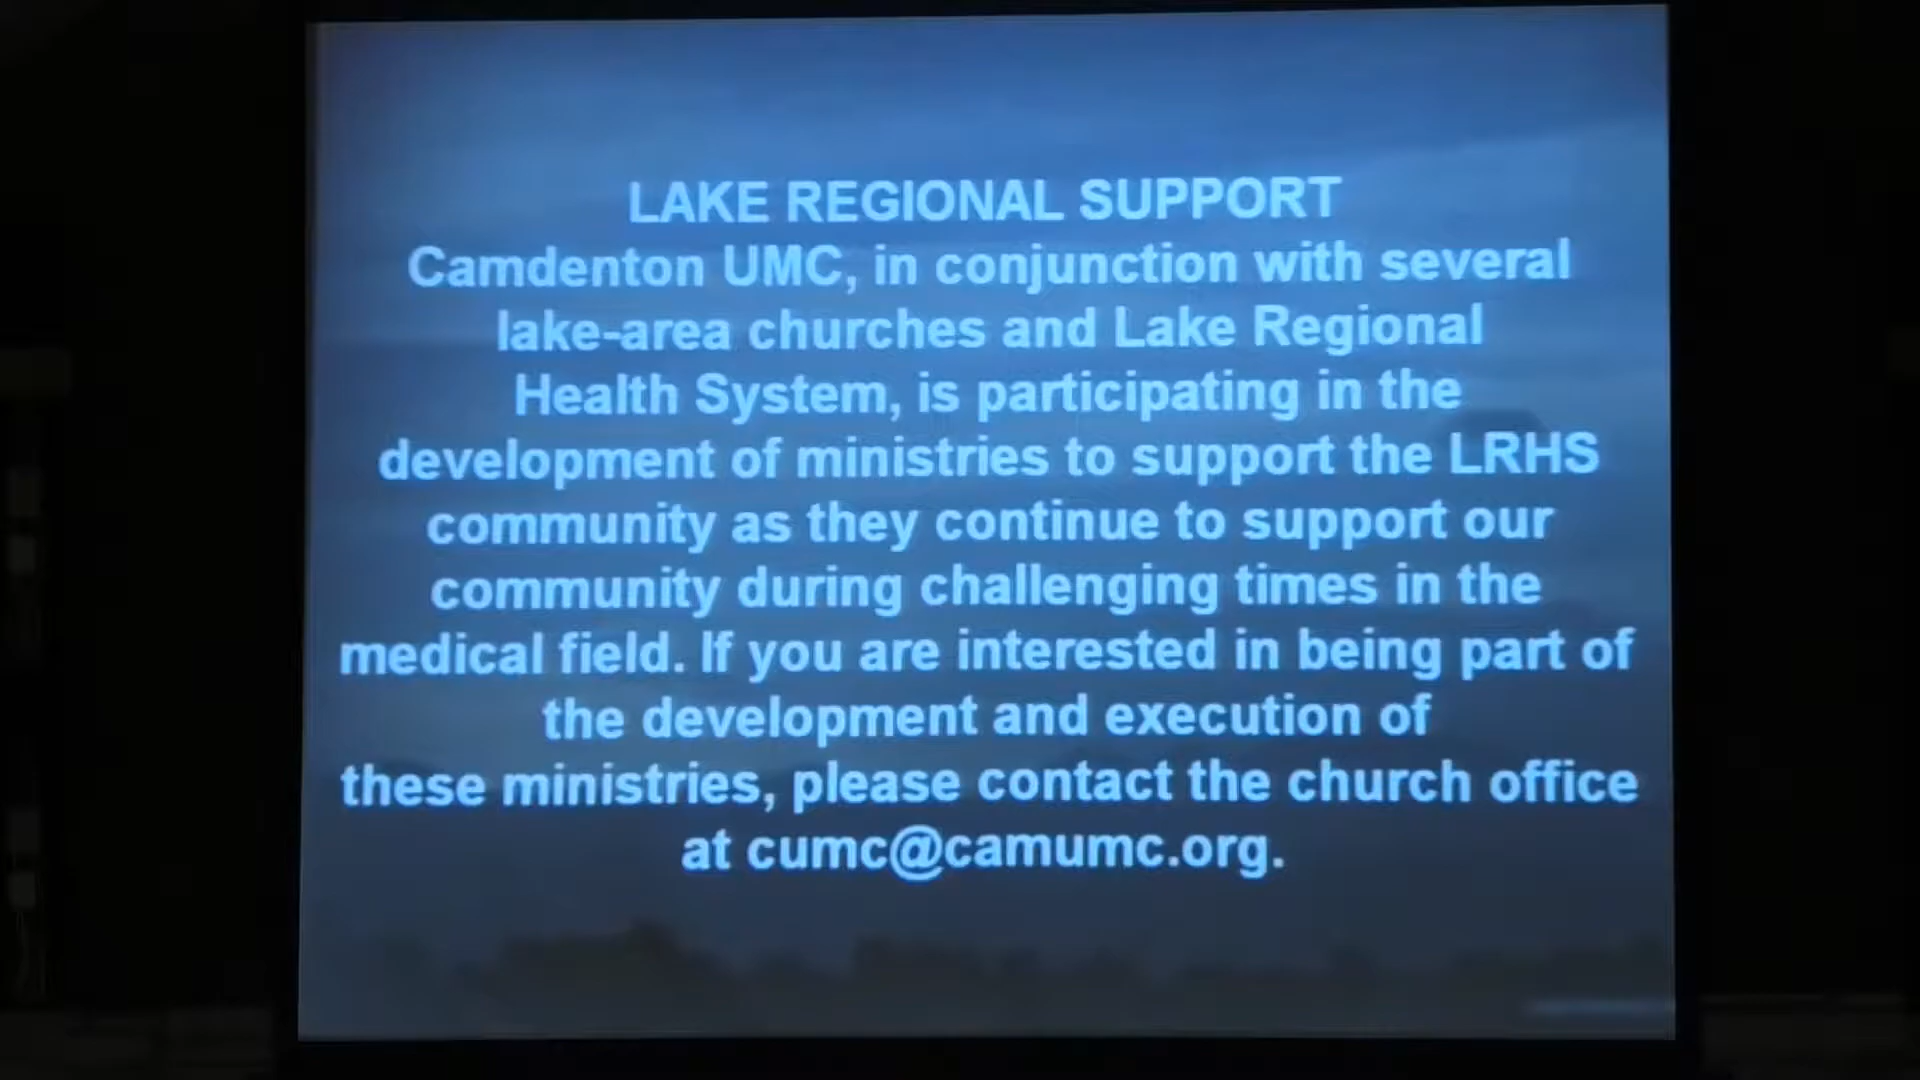 LAKE REGIONAL SUPPORT
Camdenton UMC, in conjunction with several
lake-area churches and Lake Regional
Health System, is participating in the
development of ministries to support the LRHS
community as they continue to support our
community during challenging times in the
medical field. If you are interested in being part of
the development and execution of
these ministries, please contact the church office
at cumc@camumc.org.